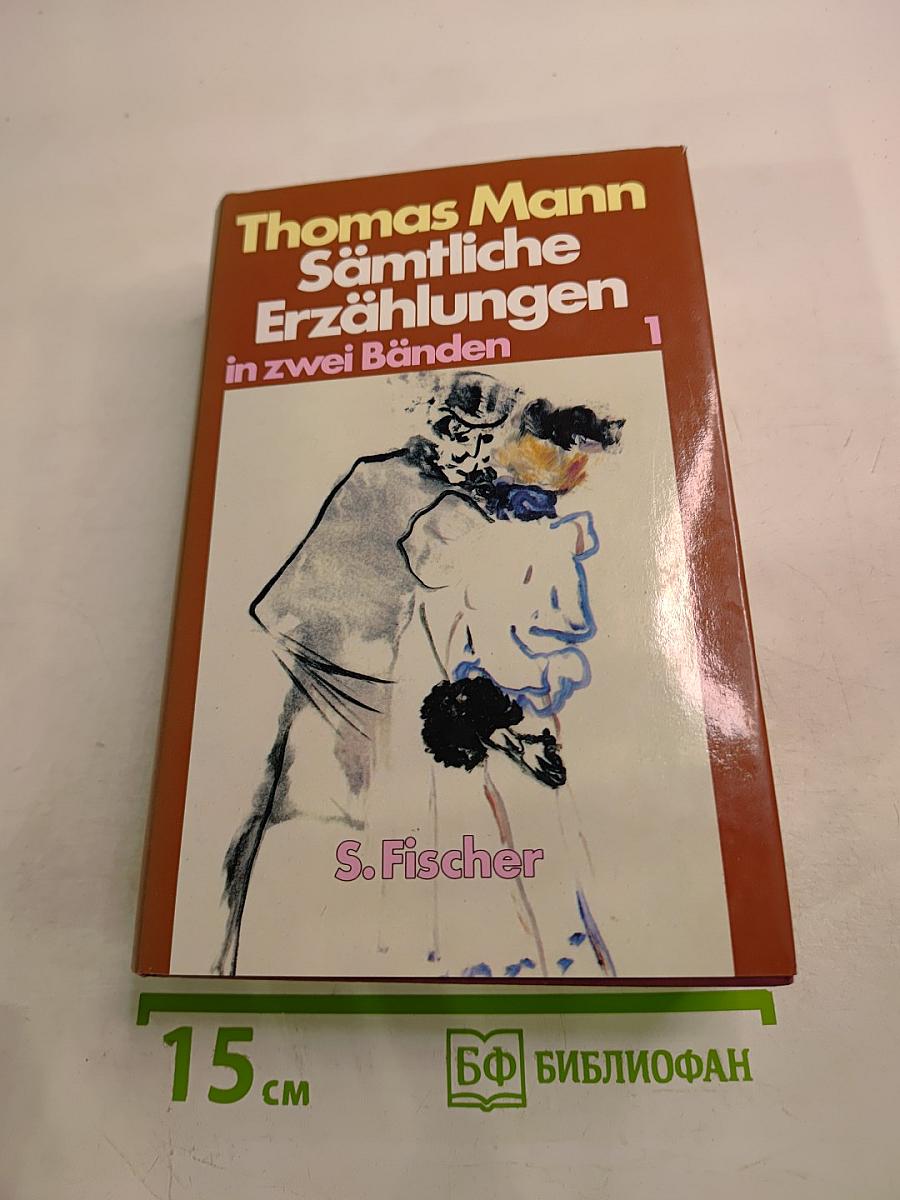 Thomas Mann
Sämtliche
Erzählungen
in zwei Bänden 1
S. Fischer
15 см
БФ БИБЛИОФАН